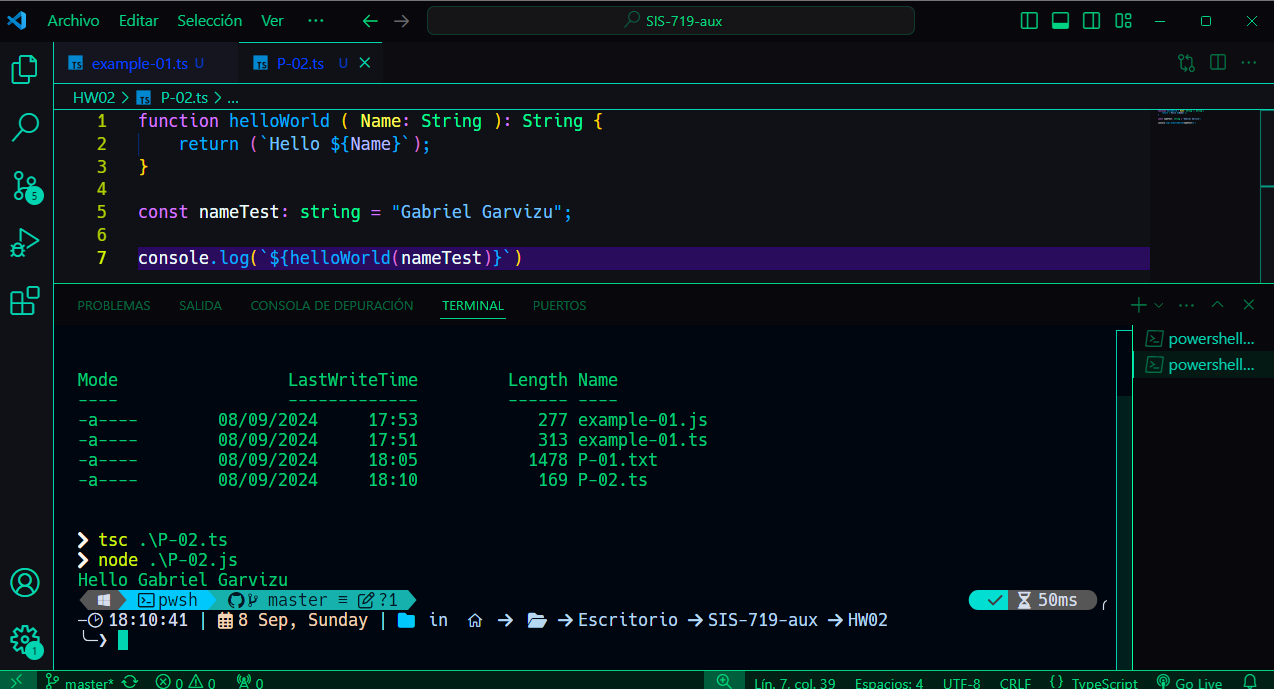 Archivo Editar Selección Ver ··· SIS-719-aux
TS example-01.ts U TS P-02.ts U
HW02 > TS P-02.ts > ...
1 function helloWorld ( Name: String ): String {
2 return (`Hello ${Name}`);
3 }
4
5 const nameTest: string = "Gabriel Garvizu";
6
7 console.log(`${helloWorld(nameTest)}`)
5
PROBLEMAS SALIDA CONSOLA DE DEPURACIÓN TERMINAL PUERTOS
powershell...
powershell...
Mode LastWriteTime Length Name
---- ------------- ------ ----
-a---- 08/09/2024 17:53 277 example-01.js
-a---- 08/09/2024 17:51 313 example-01.ts
-a---- 08/09/2024 18:05 1478 P-01.txt
-a---- 08/09/2024 18:10 169 P-02.ts
❯ tsc .\P-02.ts
❯ node .\P-02.js
Hello Gabriel Garvizu
pwsh master ≡ ?1 50ms
18:10:41 | 8 Sep, Sunday | in → → Escritorio → SIS-719-aux → HW02
1
master* 0 0 0 Lín. 7, col. 39 Espacios: 4 UTF-8 CRLF {} TypeScript Go Live